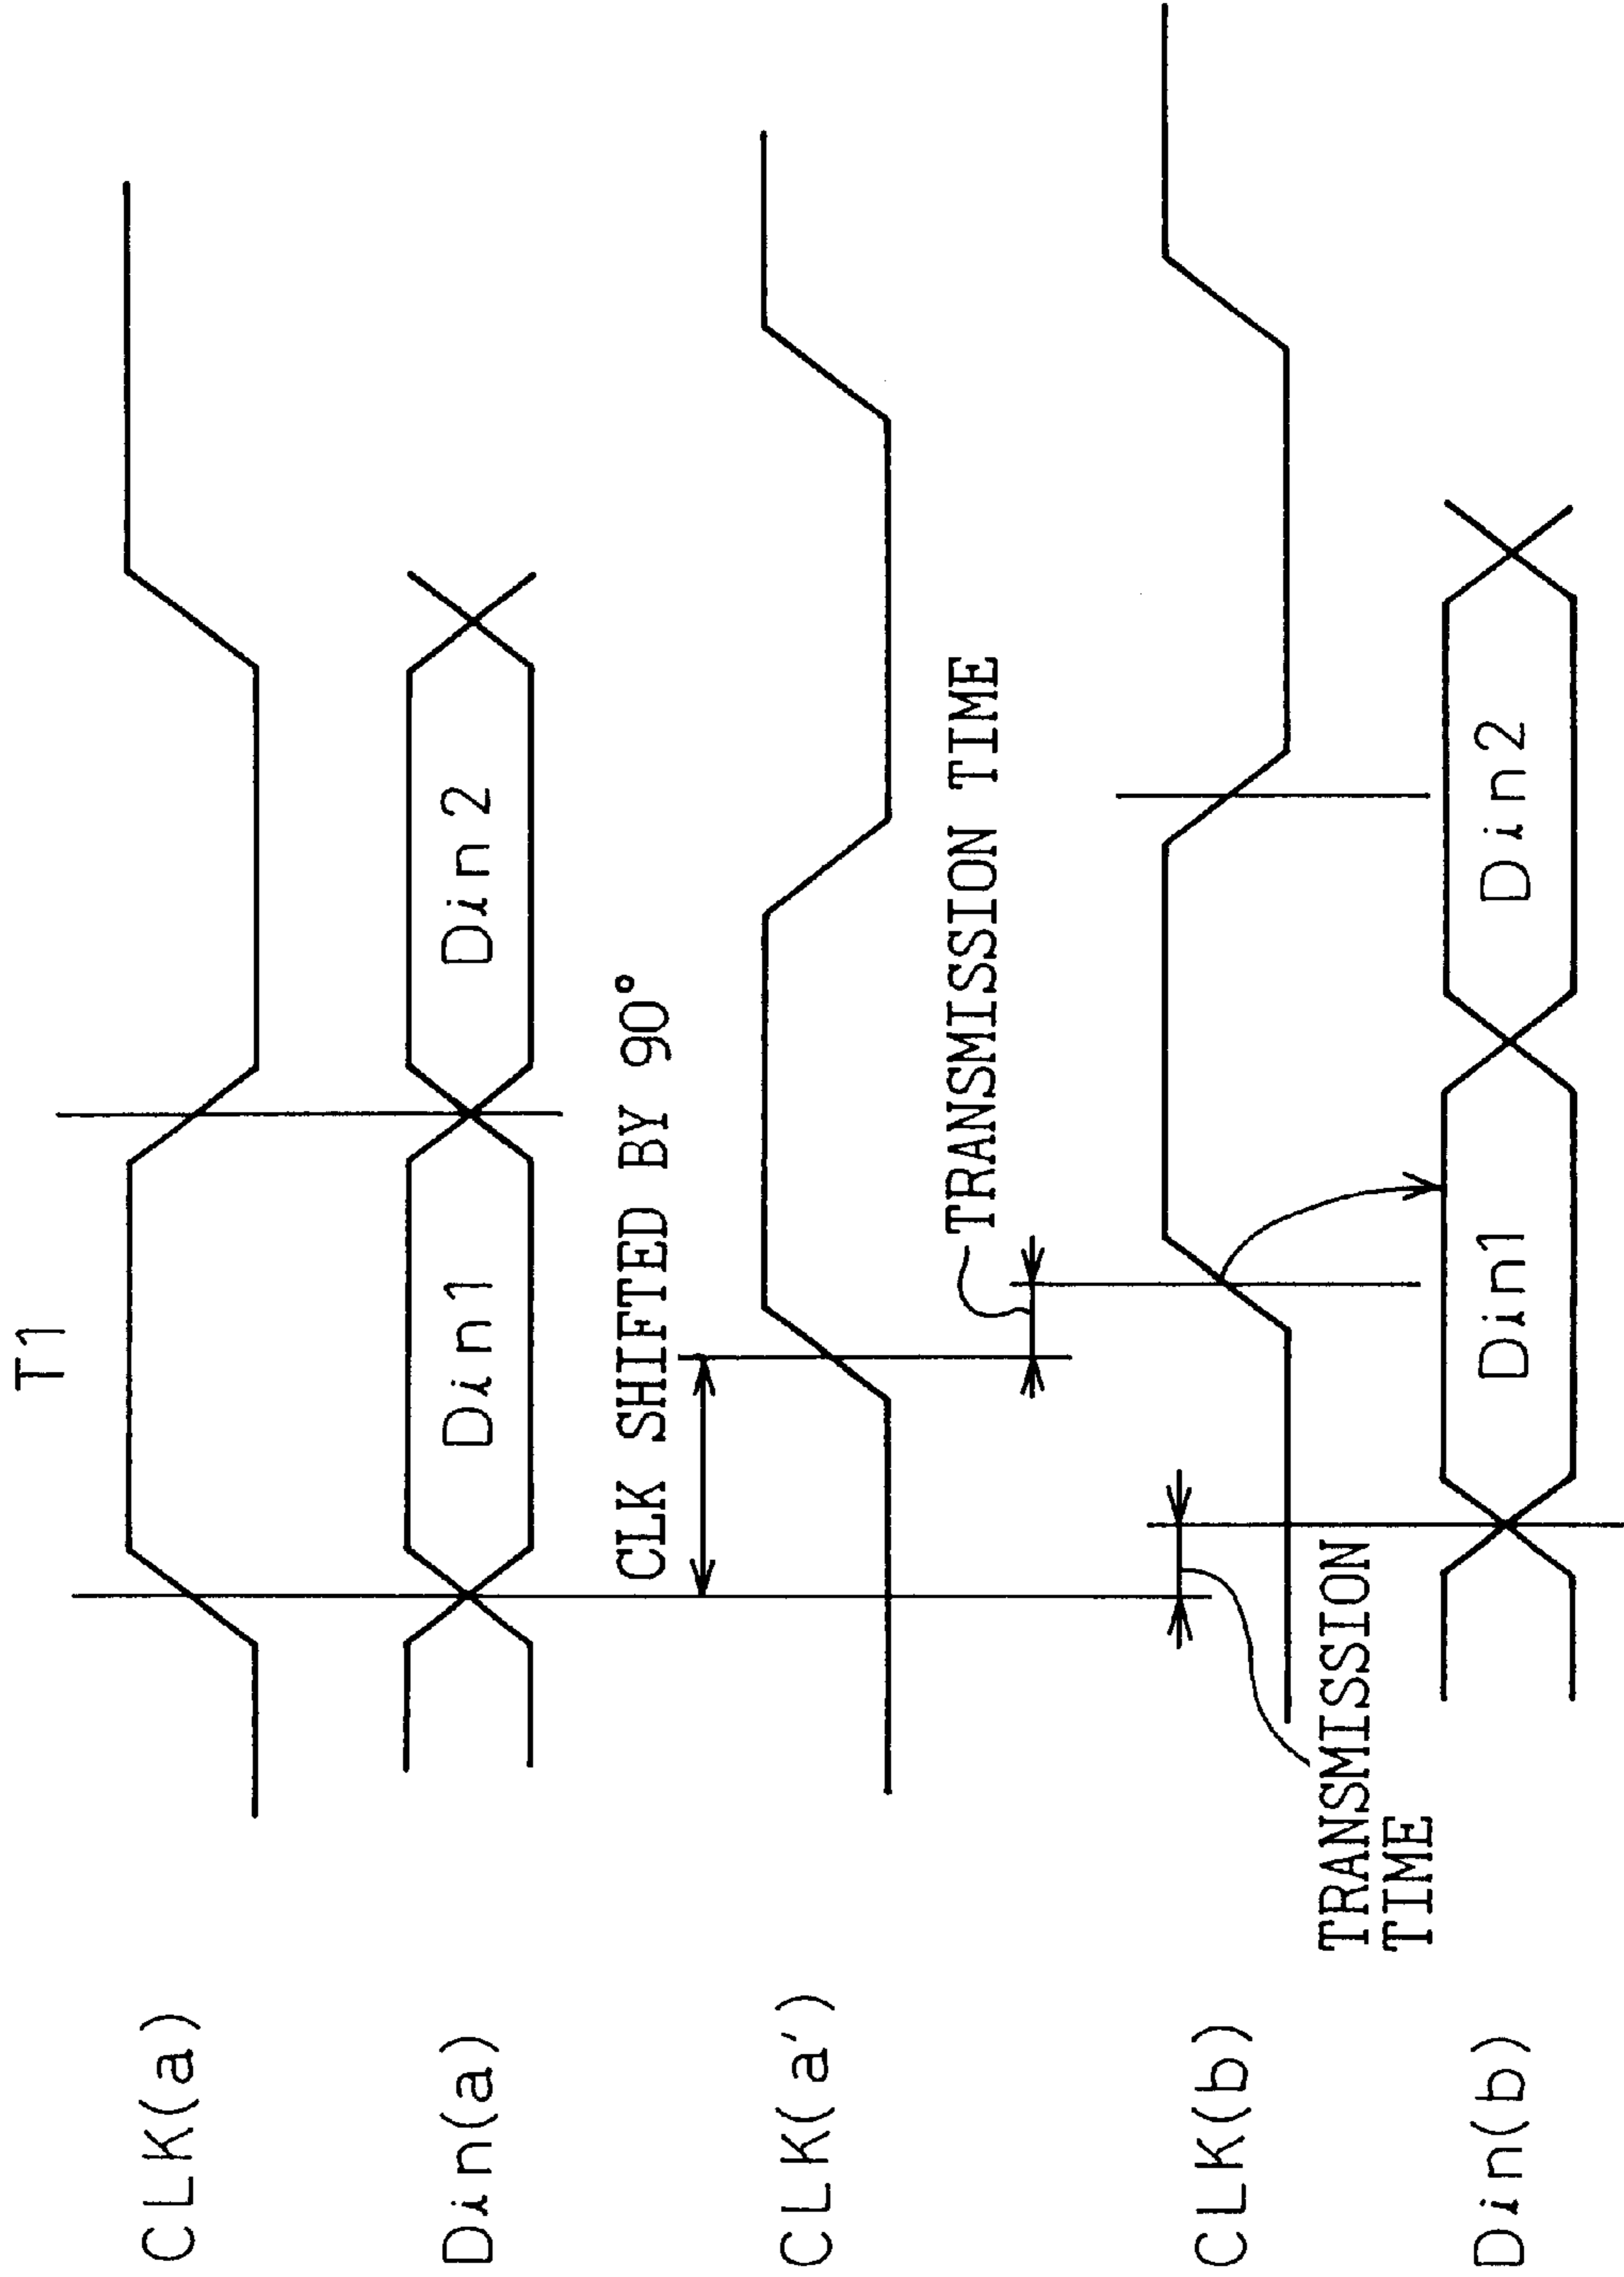 T1
CLK(a)
Din(a)
Din1
Din2
CLK SHIFTED BY 90°
CLK(a')
TRANSMISSION TIME
CLK(b)
TRANSMISSION
TIME
Din(b)
Din1
Din2